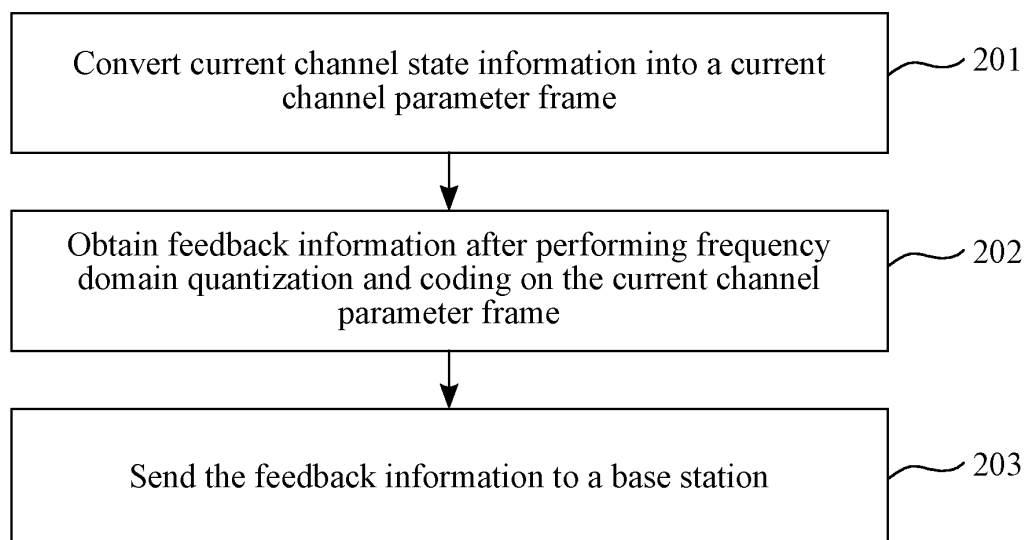 Convert current channel state information into a current
channel parameter frame
201
Obtain feedback information after performing frequency
domain quantization and coding on the current channel
parameter frame
202
Send the feedback information to a base station
203